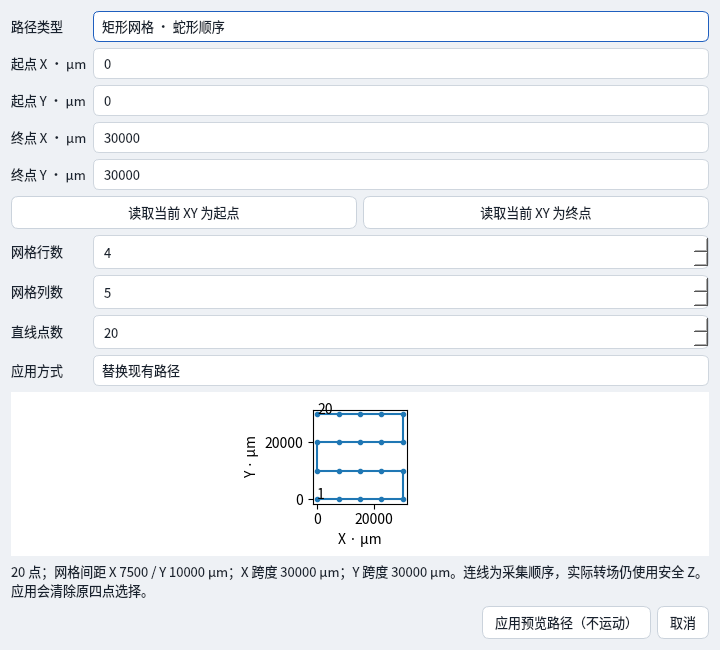 路径类型 矩形网格 · 蛇形顺序
起点 X · μm 0
起点 Y · μm 0
终点 X · μm 30000
终点 Y · μm 30000
读取当前 XY 为起点 读取当前 XY 为终点
网格行数 4
网格列数 5
直线点数 20
应用方式 替换现有路径
20
20000
Y · μm
1
0
0 20000
X · μm
20 点；网格间距 X 7500 / Y 10000 μm；X 跨度 30000 μm；Y 跨度 30000 μm。连线为采集顺序，实际转场仍使用安全 Z。
应用会清除原四点选择。
应用预览路径（不运动） 取消